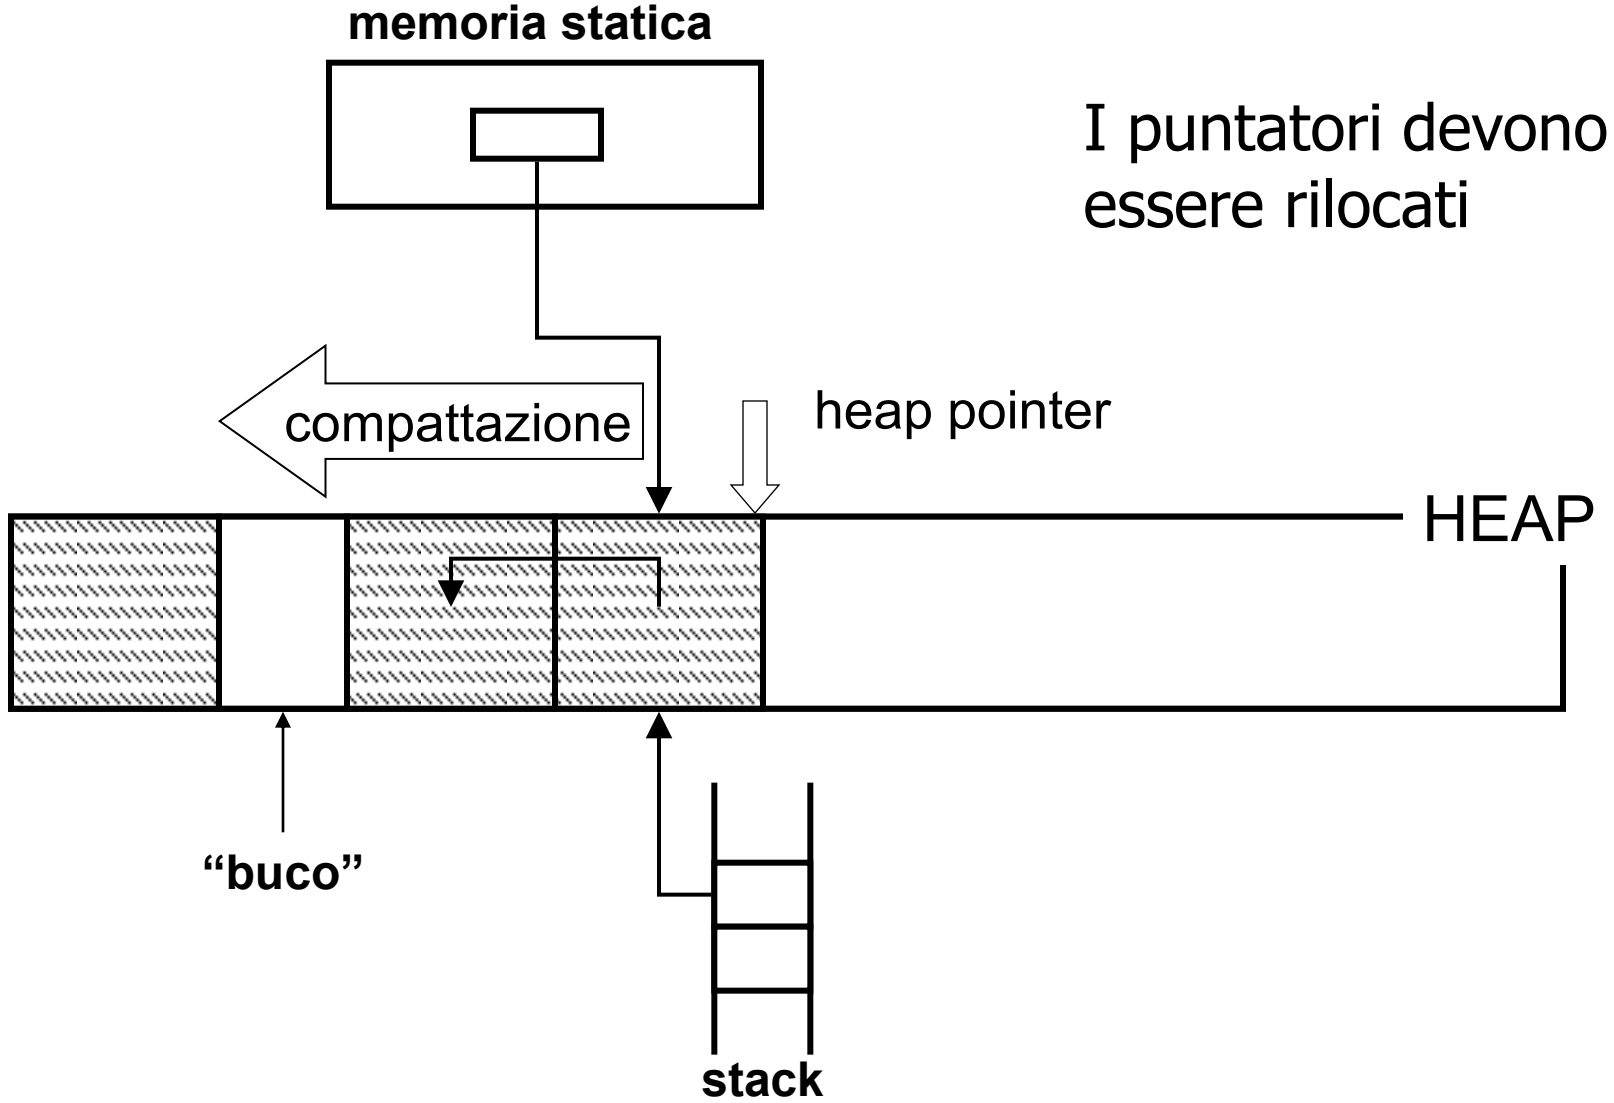 memoria statica
I puntatori devono
essere rilocati
compattazione
heap pointer
HEAP
“buco”
stack